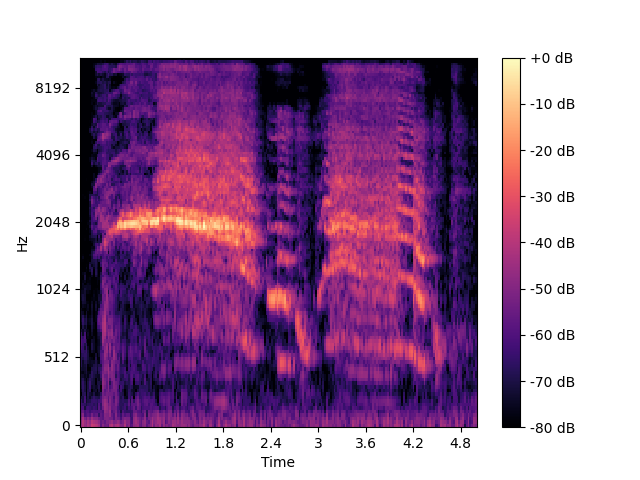 +0 dB
8192
-10 dB
4096
-20 dB
-30 dB
2048
Hz
-40 dB
1024
-50 dB
-60 dB
512
-70 dB
0
-80 dB
0 0.6 1.2 1.8 2.4 3 3.6 4.2 4.8
Time